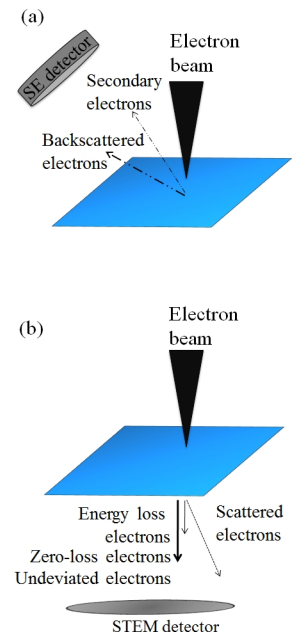 (a)
Electron
beam
SE detector
Secondary
electrons
Backscattered
electrons
(b)
Electron
beam
Energy loss
electrons
Scattered
electrons
Zero-loss electrons
Undeviated electrons
STEM detector